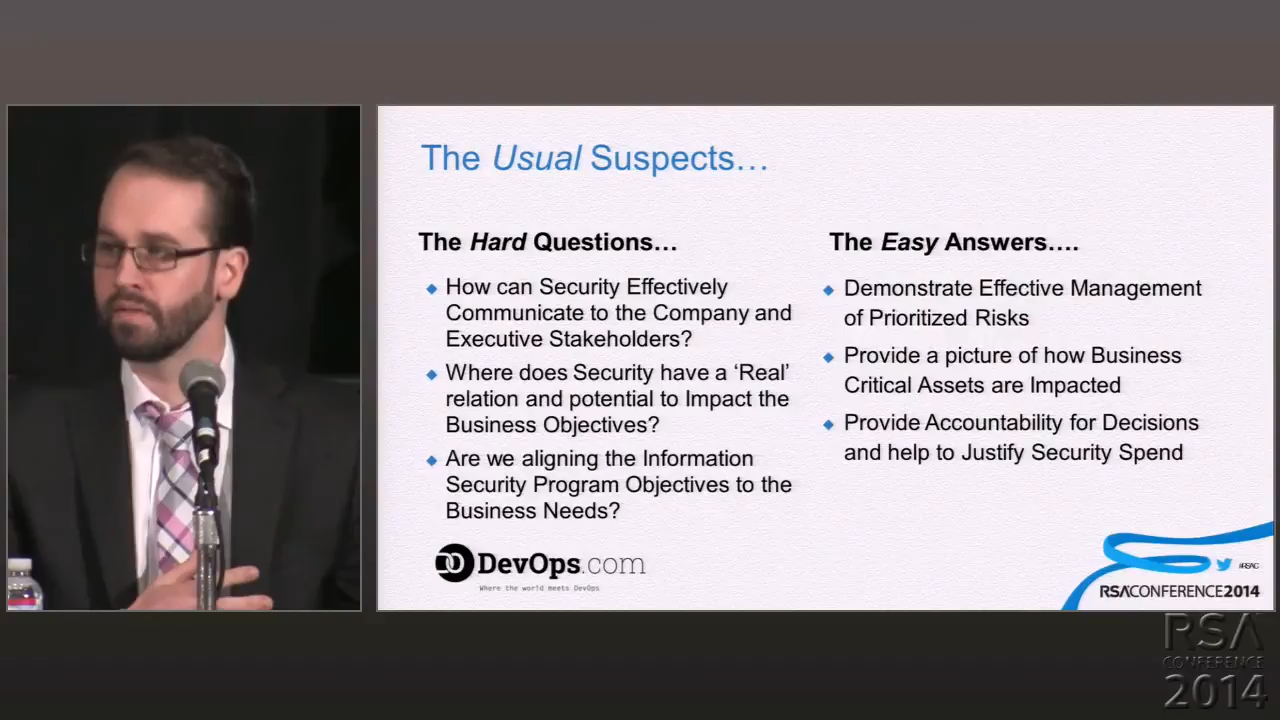 The Usual Suspects…
The Hard Questions…
How can Security Effectively
Communicate to the Company and
Executive Stakeholders?
Where does Security have a ‘Real’
relation and potential to Impact the
Business Objectives?
Are we aligning the Information
Security Program Objectives to the
Business Needs?
The Easy Answers….
Demonstrate Effective Management
of Prioritized Risks
Provide a picture of how Business
Critical Assets are Impacted
Provide Accountability for Decisions
and help to Justify Security Spend
DevOps.com
Where the world meets DevOps
#RSAC
RSACONFERENCE2014
RSA
CONFERENCE
2014